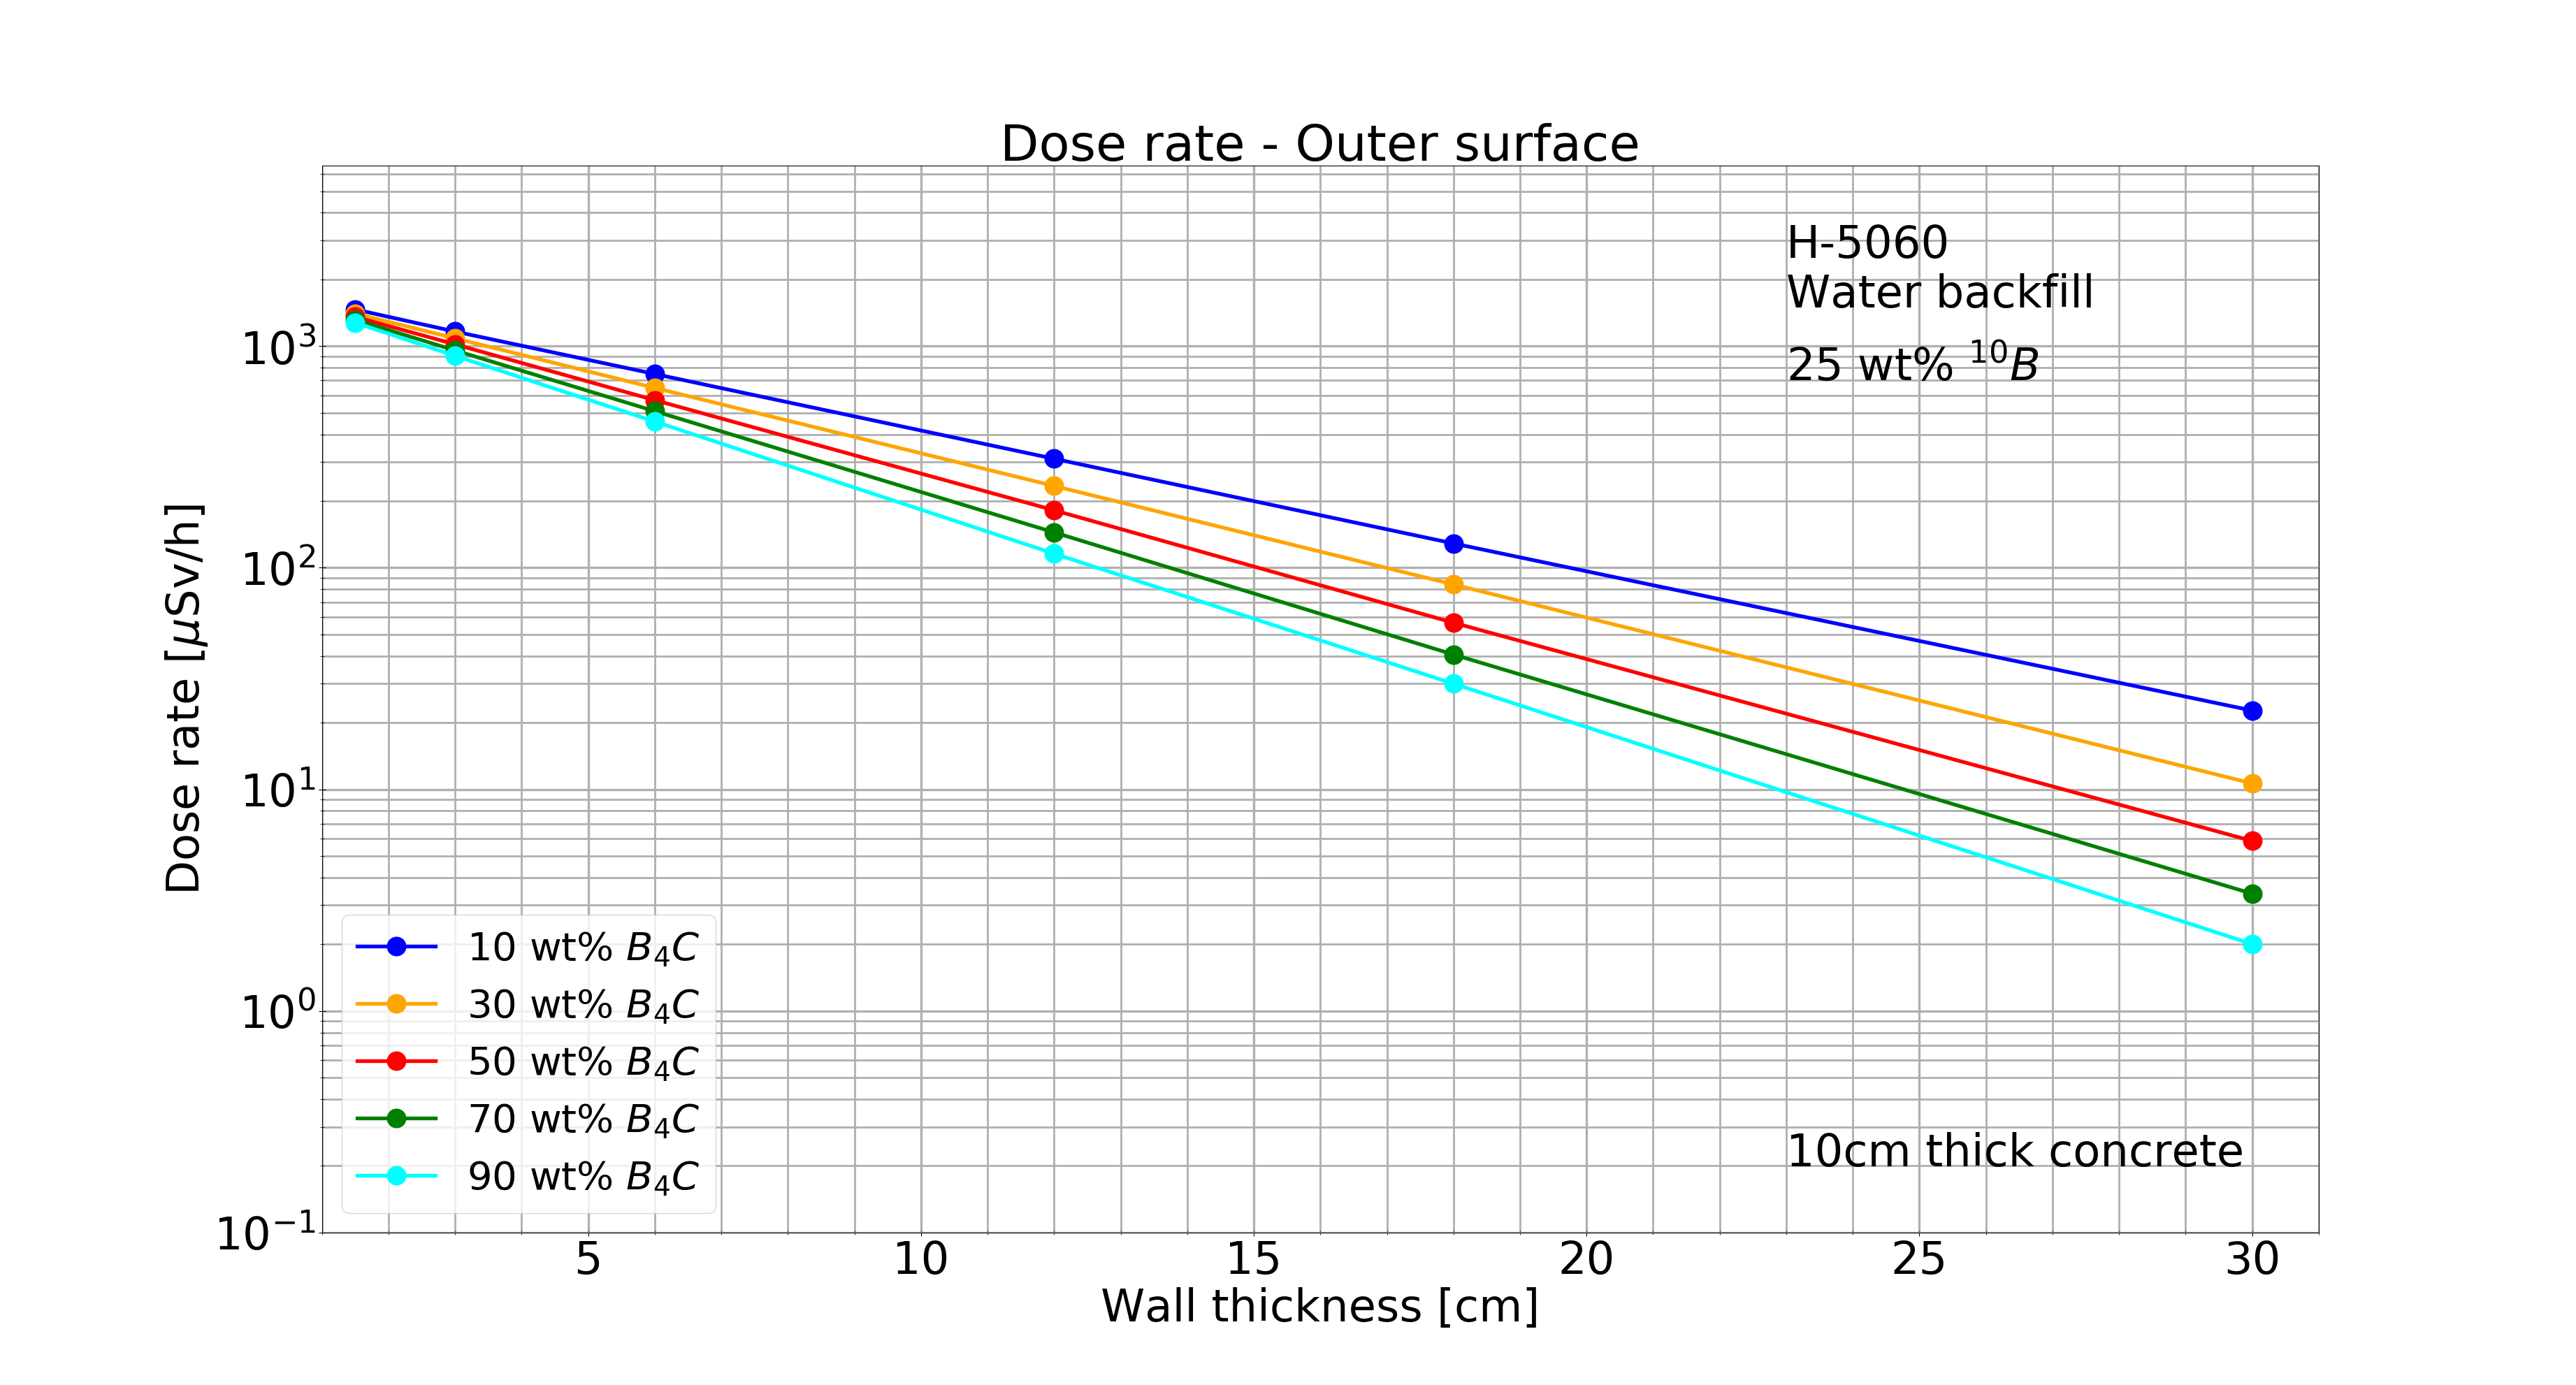 Dose rate - Outer surface
H-5060
Water backfill
25 wt% ¹⁰B
10³
10²
10¹
10⁰
10⁻¹
Dose rate [μSv/h]
10 wt% B₄C
30 wt% B₄C
50 wt% B₄C
70 wt% B₄C
90 wt% B₄C
10cm thick concrete
5 10 15 20 25 30
Wall thickness [cm]